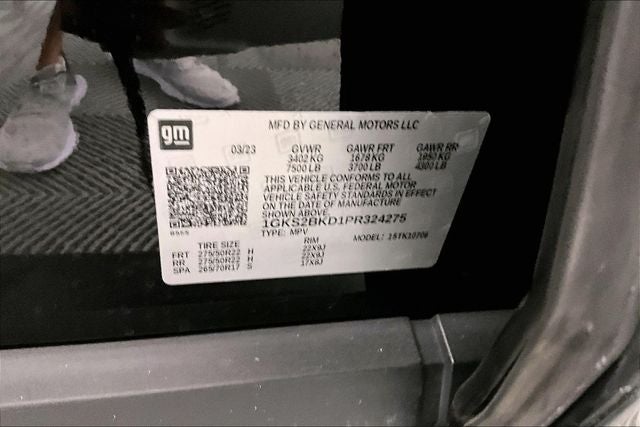 gm
MFD BY GENERAL MOTORS LLC
03/23 GVWR GAWR FRT GAWR RR
3402 KG 1678 KG 1950 KG
7500 LB 3700 LB 4300 LB
THIS VEHICLE CONFORMS TO ALL
APPLICABLE U.S. FEDERAL MOTOR
VEHICLE SAFETY STANDARDS IN EFFECT
ON THE DATE OF MANUFACTURE
SHOWN ABOVE.
1GKS2BKD1PR324275
TYPE: MPV MODEL: 15TK10706
TIRE SIZE RIM
FRT 275/50R22 H 22X9J
RR 275/50R22 H 22X9J
SPA 265/70R17 S 17X8J